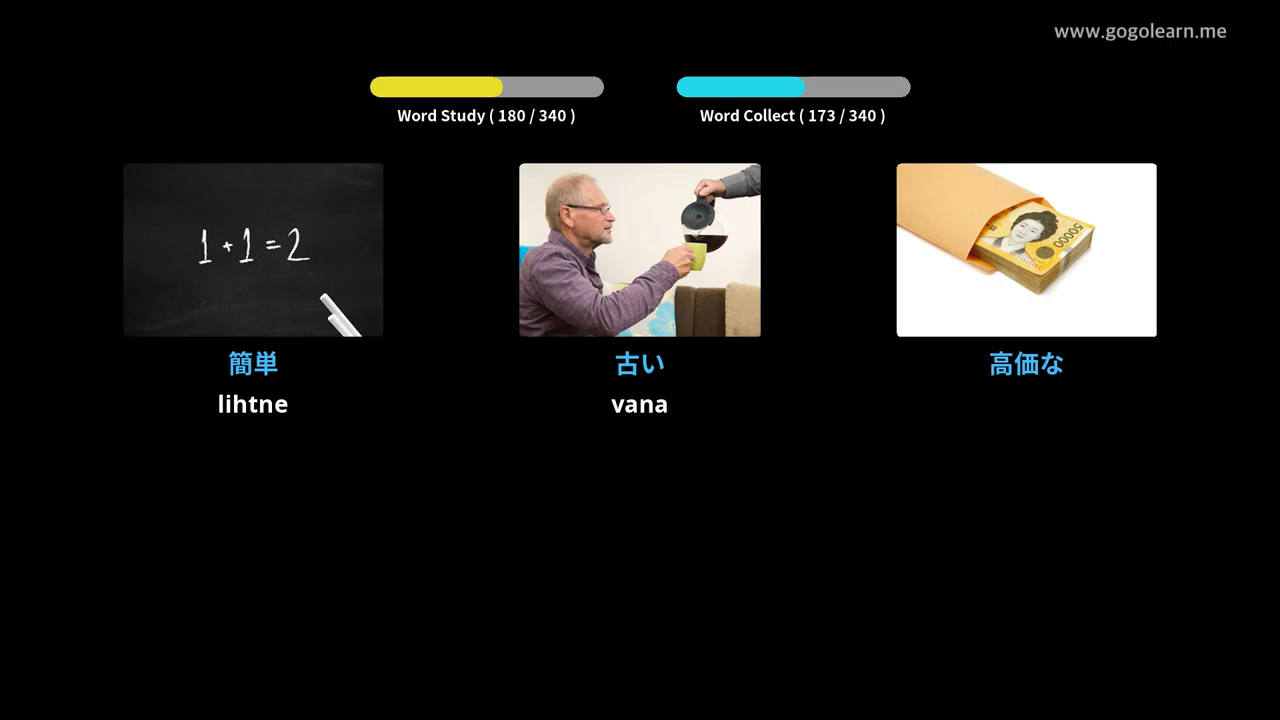 www.gogolearn.me
Word Study ( 180 / 340 )
Word Collect ( 173 / 340 )
1 + 1 = 2
50000
簡単
古い
高価な
lihtne
vana